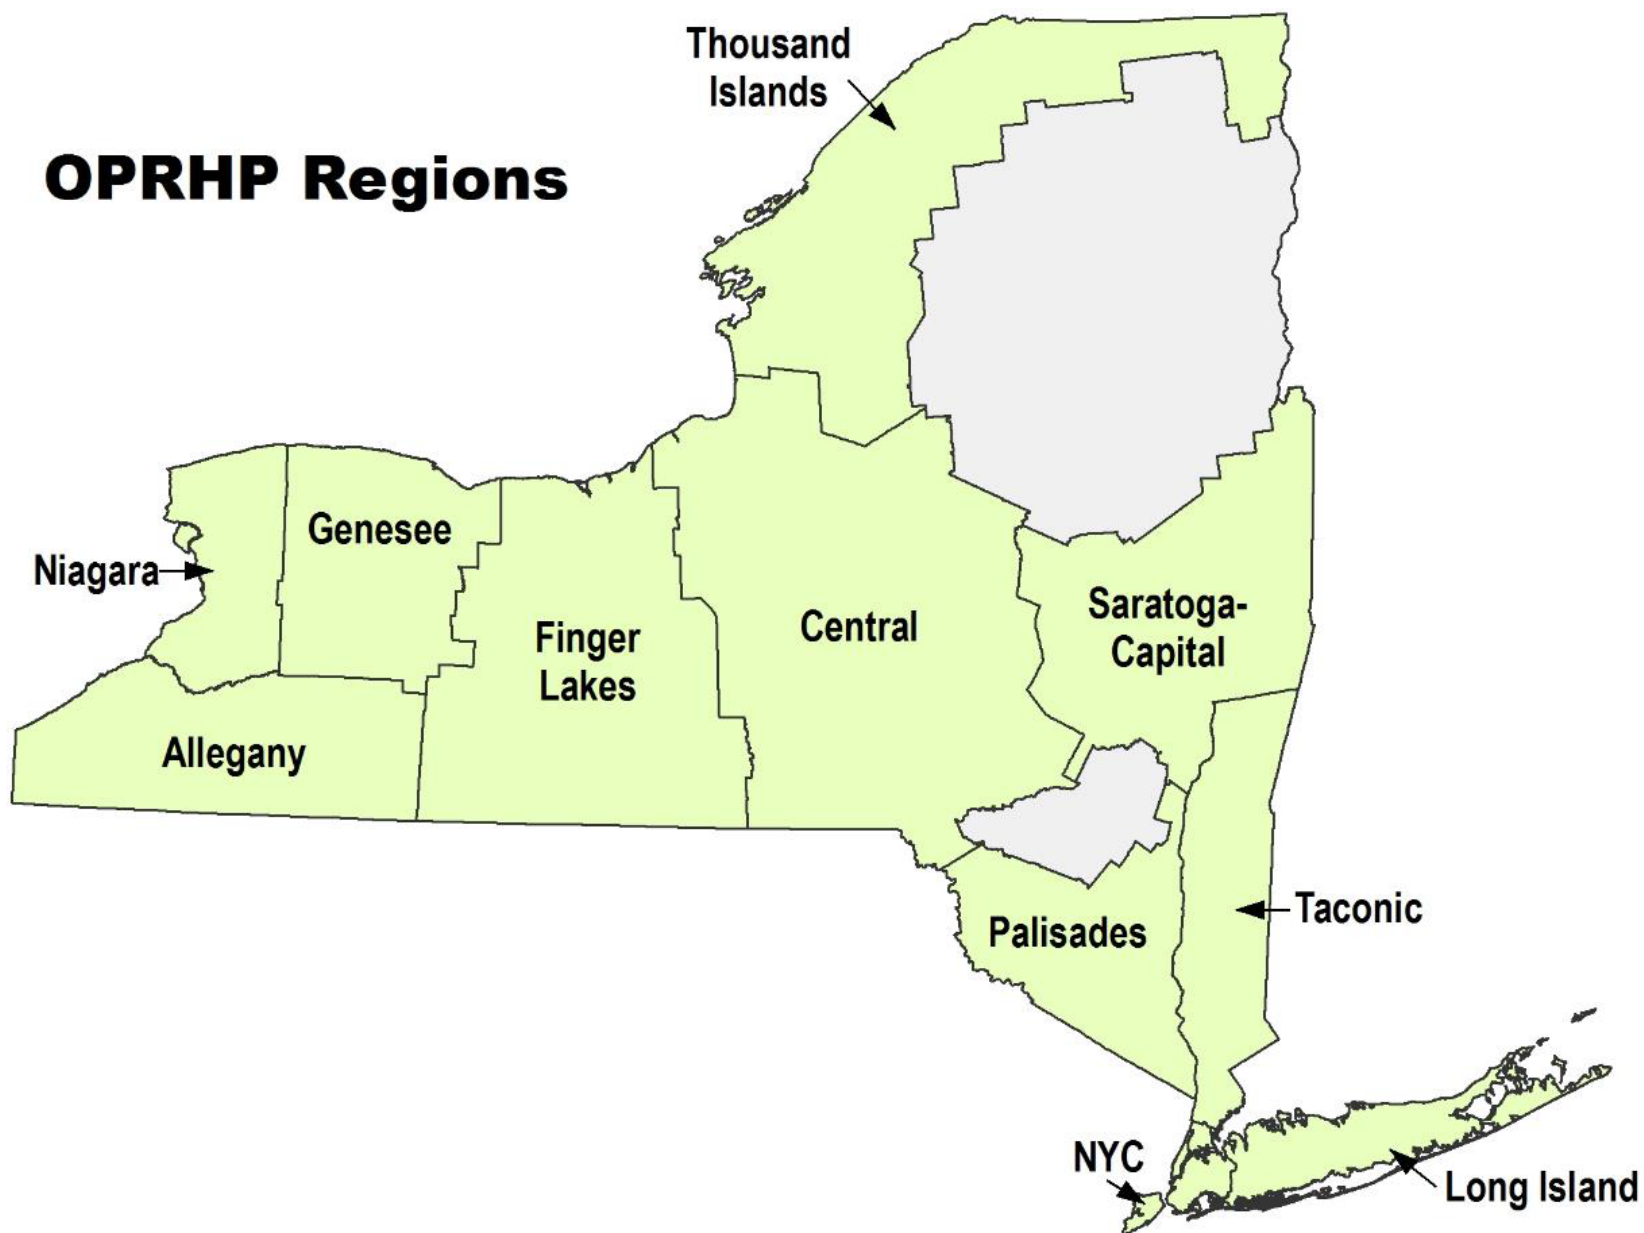 Thousand
Islands
OPRHP Regions
Genesee
Niagara
Finger
Lakes
Central
Saratoga-
Capital
Allegany
Palisades
Taconic
NYC
Long Island